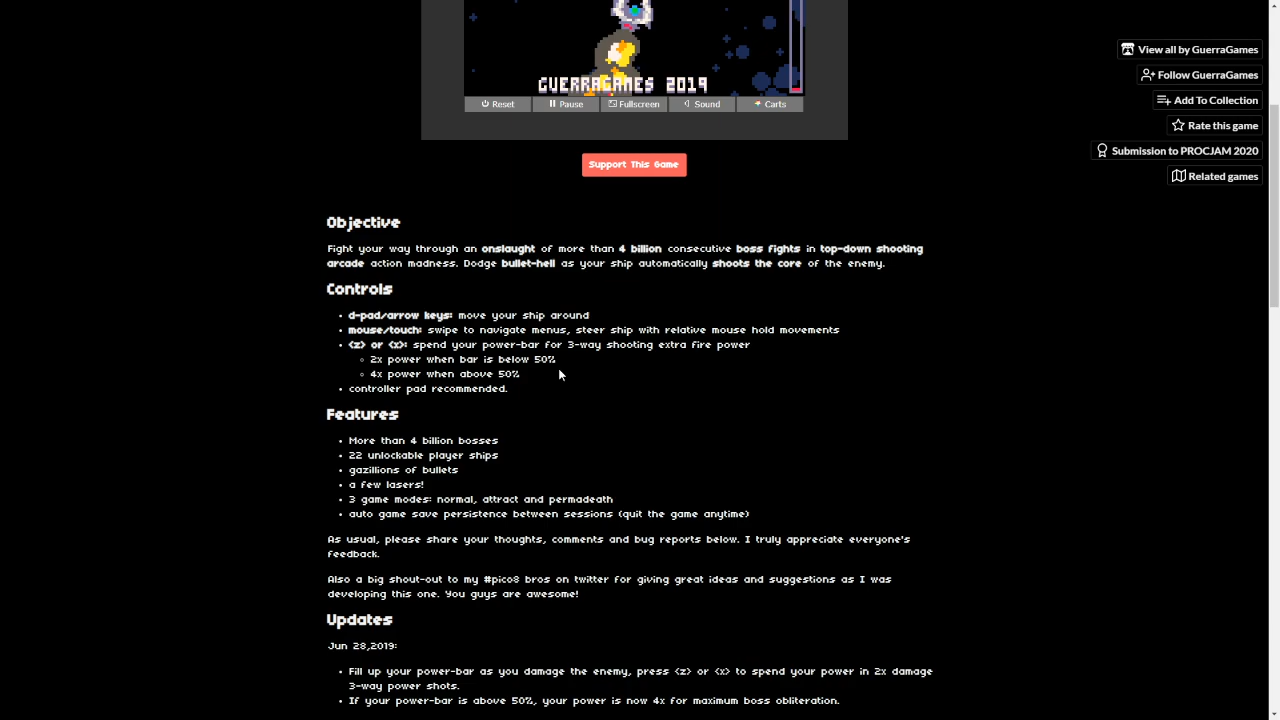 GUERRAGAMES 2019
Reset Pause Fullscreen Sound Carts
View all by GuerraGames
Follow GuerraGames
Add To Collection
Rate this game
Submission to PROCJAM 2020
Related games
Support This Game
Objective
Fight your way through an onslaught of more than 4 billion consecutive boss fights in top-down shooting
arcade action madness. Dodge bullet-hell as your ship automatically shoots the core of the enemy.
Controls
• d-pad/arrow keys: move your ship around
• mouse/touch: swipe to navigate menus, steer ship with relative mouse hold movements
• <z> or <x>: spend your power-bar for 3-way shooting extra fire power
◦ 2x power when bar is below 50%
◦ 4x power when above 50%
• controller pad recommended.
Features
• More than 4 billion bosses
• 22 unlockable player ships
• gazillions of bullets
• a few lasers!
• 3 game modes: normal, attract and permadeath
• auto game save persistence between sessions (quit the game anytime)
As usual, please share your thoughts, comments and bug reports below. I truly appreciate everyone's
feedback.
Also a big shout-out to my #pico8 bros on twitter for giving great ideas and suggestions as I was
developing this one. You guys are awesome!
Updates
Jun 28,2019:
• Fill up your power-bar as you damage the enemy, press <z> or <x> to spend your power in 2x damage
3-way power shots.
• If your power-bar is above 50%, your power is now 4x for maximum boss obliteration.